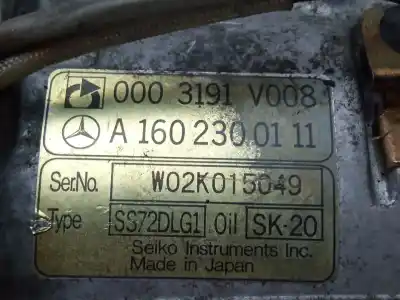 000 3191 V008
A 160 230 01 11
Ser.No. W02K015049
Type SS72DLG1 Oil SK-20
Seiko Instruments Inc.
Made in Japan